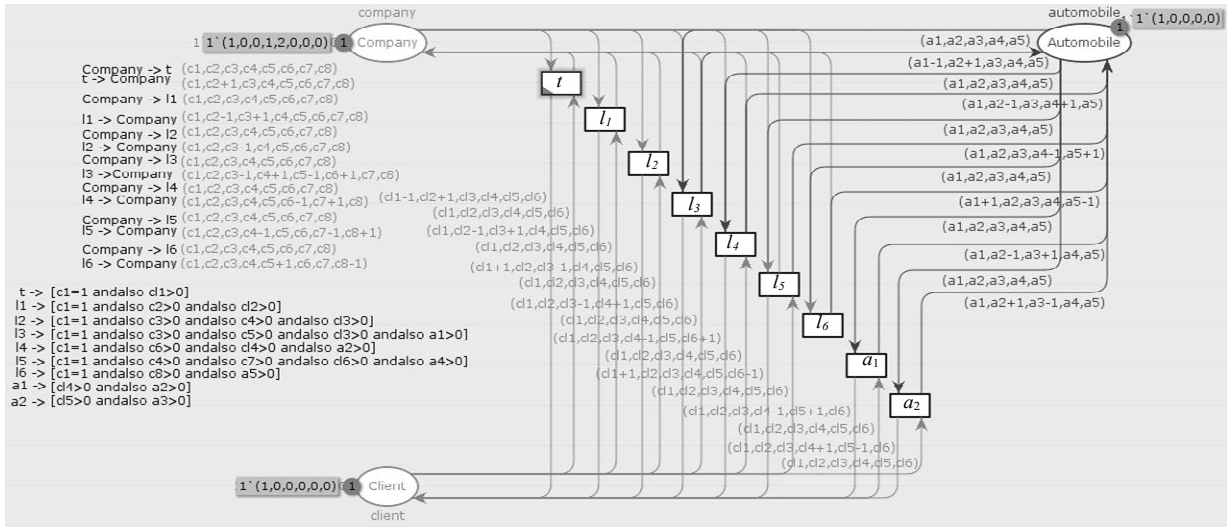 company
automobile
1`(1,0,0,1,2,0,0,0)
1
Company
1`(1,0,0,0,0)
1
Automobile
(a1,a2,a3,a4,a5)
(a1-1,a2+1,a3,a4,a5)
(a1,a2,a3,a4,a5)
(a1,a2-1,a3,a4+1,a5)
(a1,a2,a3,a4,a5)
(a1,a2,a3,a4-1,a5+1)
(a1,a2,a3,a4,a5)
(a1+1,a2,a3,a4,a5-1)
(a1,a2,a3,a4,a5)
(a1,a2-1,a3+1,a4,a5)
(a1,a2,a3,a4,a5)
(a1,a2+1,a3-1,a4,a5)
Company -> t (c1,c2,c3,c4,c5,c6,c7,c8)
t -> Company (c1,c2+1,c3,c4,c5,c6,c7,c8)
Company -> l1 (c1,c2,c3,c4,c5,c6,c7,c8)
l1 -> Company (c1,c2-1,c3+1,c4,c5,c6,c7,c8)
Company -> l2 (c1,c2,c3,c4,c5,c6,c7,c8)
l2 -> Company (c1,c2,c3-1,c4,c5,c6,c7,c8)
Company -> l3 (c1,c2,c3,c4,c5,c6,c7,c8)
l3 ->Company (c1,c2,c3-1,c4+1,c5-1,c6+1,c7,c8)
Company -> l4 (c1,c2,c3,c4,c5,c6,c7,c8)
l4 -> Company (c1,c2,c3,c4,c5,c6-1,c7+1,c8)
Company -> l5 (c1,c2,c3,c4,c5,c6,c7,c8)
l5 -> Company (c1,c2,c3,c4-1,c5,c6,c7-1,c8+1)
Company -> l6 (c1,c2,c3,c4,c5,c6,c7,c8)
l6 -> Company (c1,c2,c3,c4,c5+1,c6,c7,c8-1)
t
l1
l2
l3
l4
l5
l6
a1
a2
(cl1-1,cl2+1,cl3,cl4,cl5,cl6)
(cl1,cl2,cl3,cl4,cl5,cl6)
(cl1,cl2-1,cl3+1,cl4,cl5,cl6)
(cl1,cl2,cl3,cl4,cl5,cl6)
(cl1+1,cl2,cl3-1,cl4,cl5,cl6)
(cl1,cl2,cl3,cl4,cl5,cl6)
(cl1,cl2,cl3-1,cl4+1,cl5,cl6)
(cl1,cl2,cl3,cl4,cl5,cl6)
(cl1,cl2,cl3,cl4-1,cl5,cl6+1)
(cl1,cl2,cl3,cl4,cl5,cl6)
(cl1+1,cl2,cl3,cl4,cl5,cl6-1)
(cl1,cl2,cl3,cl4,cl5,cl6)
(cl1,cl2,cl3,cl4-1,cl5+1,cl6)
(cl1,cl2,cl3,cl4,cl5,cl6)
(cl1,cl2,cl3,cl4+1,cl5-1,cl6)
(cl1,cl2,cl3,cl4,cl5,cl6)
t -> [c1=1 andalso cl1>0]
l1 -> [c1=1 andalso c2>0 andalso cl2>0]
l2 -> [c1=1 andalso c3>0 andalso c4>0 andalso cl3>0]
l3 -> [c1=1 andalso c3>0 andalso c5>0 andalso cl3>0 andalso a1>0]
l4 -> [c1=1 andalso c6>0 andalso cl4>0 andalso a2>0]
l5 -> [c1=1 andalso c4>0 andalso c7>0 andalso cl6>0 andalso a4>0]
l6 -> [c1=1 andalso c8>0 andalso a5>0]
a1 -> [cl4>0 andalso a2>0]
a2 -> [cl5>0 andalso a3>0]
1`(1,0,0,0,0,0)
1
Client
client